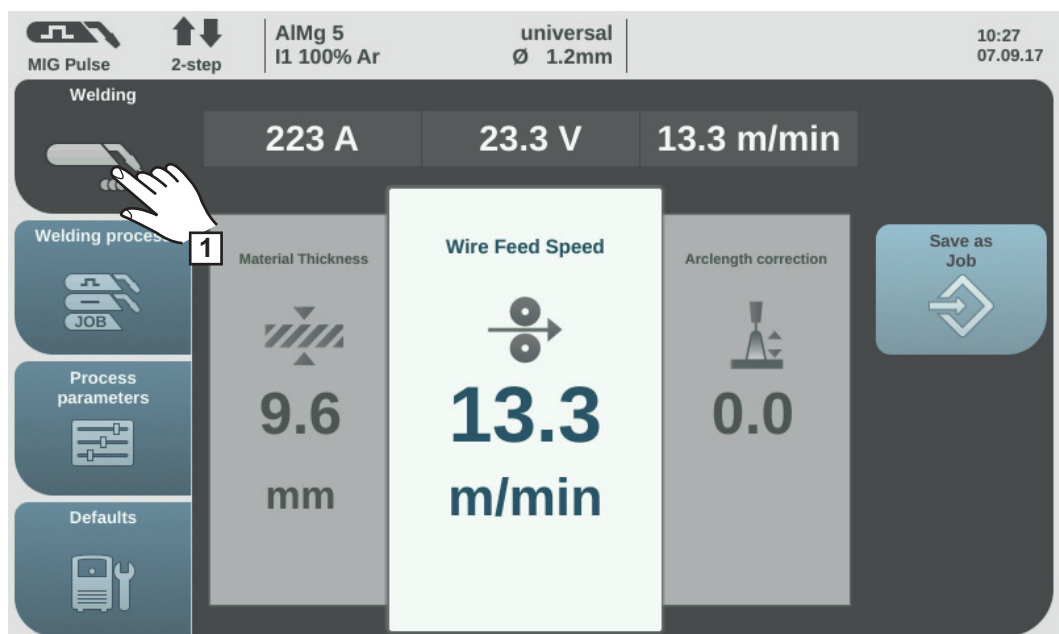 MIG Pulse
2-step
AlMg 5
I1 100% Ar
universal
Ø 1.2mm
10:27
07.09.17
Welding
223 A
23.3 V
13.3 m/min
1
Welding proces
JOB
Process
parameters
Defaults
Material Thickness
9.6
mm
Wire Feed Speed
13.3
m/min
Arclength correction
0.0
Save as
Job